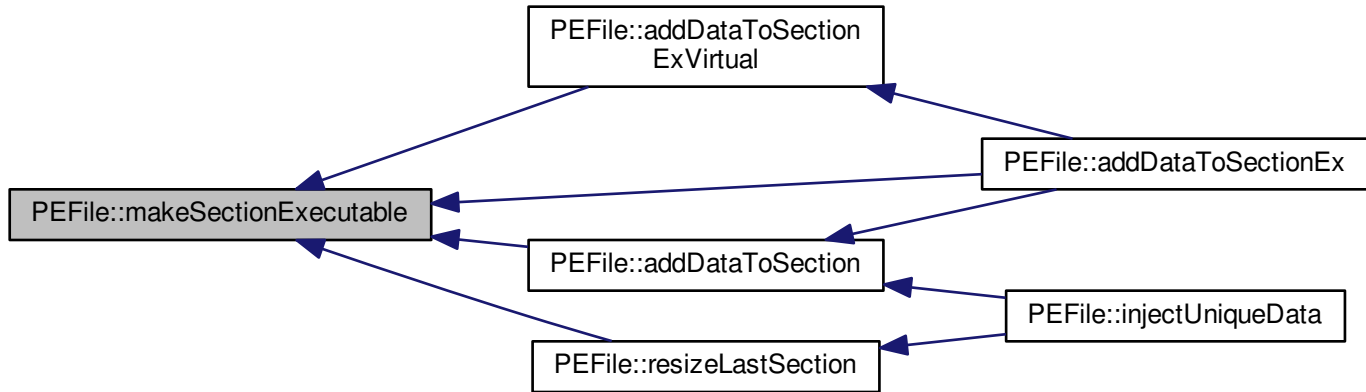 PEFile::addDataToSection
ExVirtual
PEFile::addDataToSectionEx
PEFile::makeSectionExecutable
PEFile::addDataToSection
PEFile::injectUniqueData
PEFile::resizeLastSection